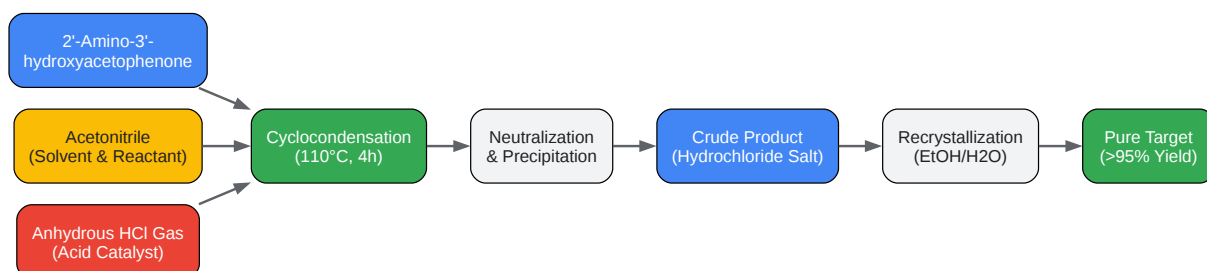 2'-Amino-3'-
hydroxyacetophenone
Acetonitrile
(Solvent & Reactant)
Anhydrous HCl Gas
(Acid Catalyst)
Cyclocondensation
(110°C, 4h)
Neutralization
& Precipitation
Crude Product
(Hydrochloride Salt)
Recrystallization
(EtOH/H2O)
Pure Target
(>95% Yield)